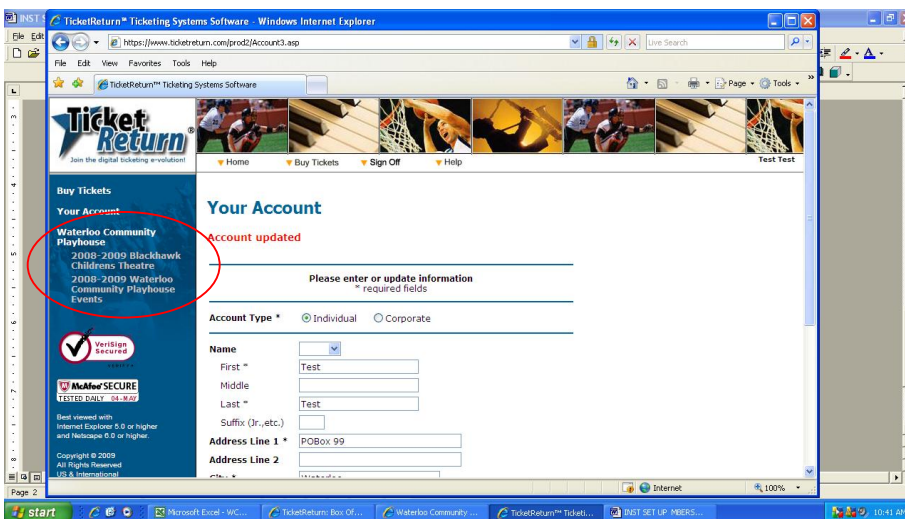 INST S
TicketReturn™ Ticketing Systems Software - Windows Internet Explorer
File Edit
https://www.ticketreturn.com/prod2/Account3.asp
Live Search
File Edit View Favorites Tools Help
TicketReturn™ Ticketing Systems Software
Page Tools
Ticket
Return®
Join the digital ticketing e-volution!
Home Buy Tickets Sign Off Help
Test Test
Buy Tickets
Your Account
Waterloo Community
Playhouse
2008-2009 Blackhawk
Childrens Theatre
2008-2009 Waterloo
Community Playhouse
Events
VeriSign
Secured
VERIFY
McAfee SECURE
TESTED DAILY 04-MAY
Best viewed with
Internet Explorer 5.0 or higher
and Netscape 6.0 or higher.
Copyright © 2009
All Rights Reserved
US & International
Your Account
Account updated
Please enter or update information
* required fields
Account Type * Individual Corporate
Name
First * Test
Middle
Last * Test
Suffix (Jr.,etc.)
Address Line 1 * POBox 99
Address Line 2
City * Waterloo
Internet 100%
Page 2
start
Microsoft Excel - WC...
TicketReturn: Box Of...
Waterloo Community ...
TicketReturn™ Ticketi...
INST SET UP MBERS...
10:41 AM